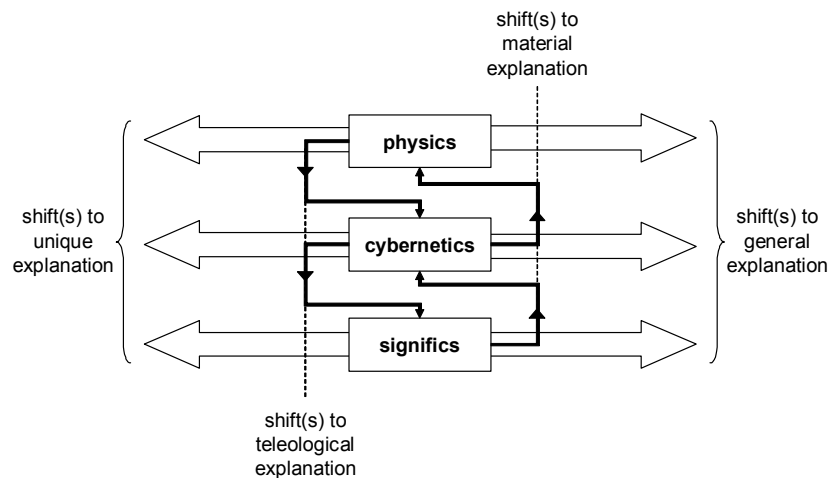 shift(s) to
material
explanation
physics
shift(s) to
unique
explanation
cybernetics
shift(s) to
general
explanation
significs
shift(s) to
teleological
explanation